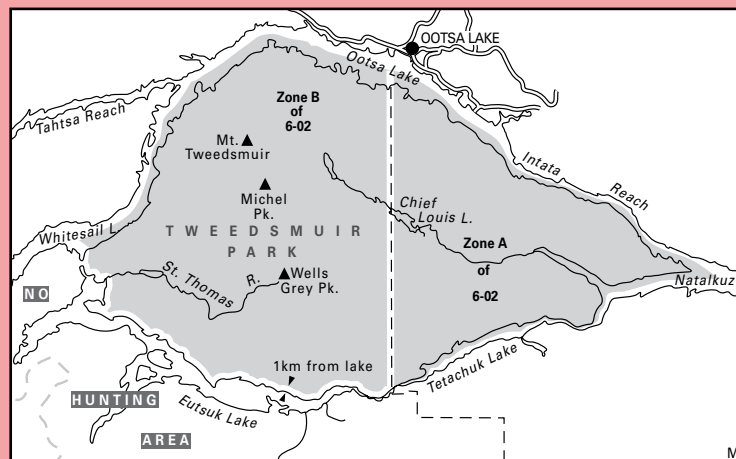 OOTSA LAKE
Ootsa Lake
Zone B
of
6-02
Tahtsa Reach
Mt.
Tweedsmuir
Intata
Reach
Michel
Pk.
Chief
Louis L.
Whitesail L.
TWEEDSMUIR
PARK
Zone A
of
6-02
St. Thomas R.
Wells
Grey Pk.
Natalkuz
NO
1km from lake
Tetachuk Lake
HUNTING
Eutsuk Lake
AREA
M